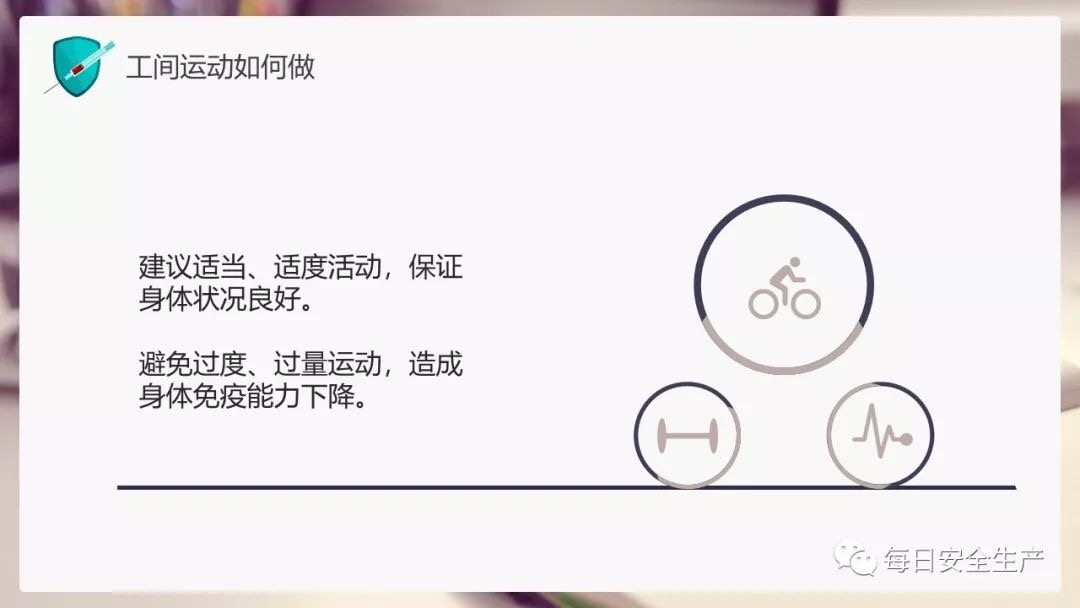 工间运动如何做
建议适当、适度活动，保证
身体状况良好。
避免过度、过量运动，造成
身体免疫能力下降。
每日安全生产